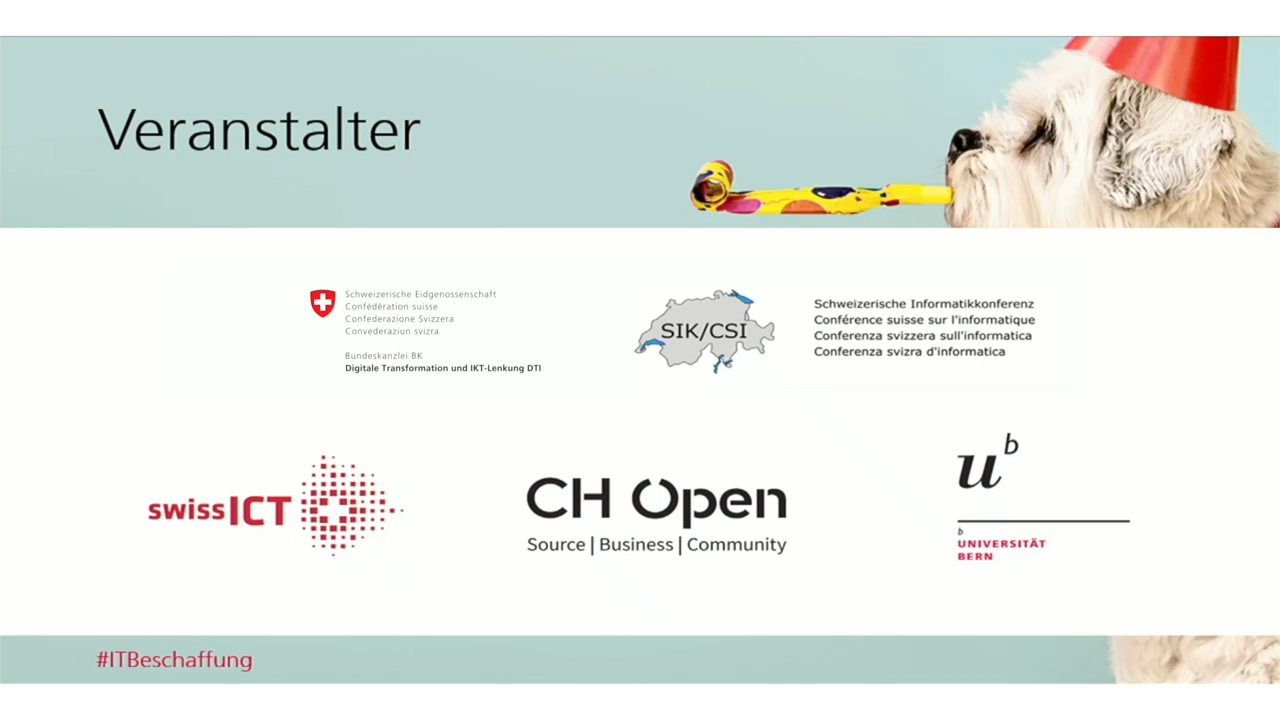 Veranstalter
Schweizerische Eidgenossenschaft
Confédération suisse
Confederazione Svizzera
Convederaziun svizra
Bundeskanzlei BK
Digitale Transformation und IKT-Lenkung DTI
SIK/CSI
Schweizerische Informatikkonferenz
Conférence suisse sur l'informatique
Conferenza svizzera sull'informatica
Conferenza svizra d'informatica
swissICT
CH Open
Source | Business | Community
u b
b
UNIVERSITÄT
BERN
#ITBeschaffung